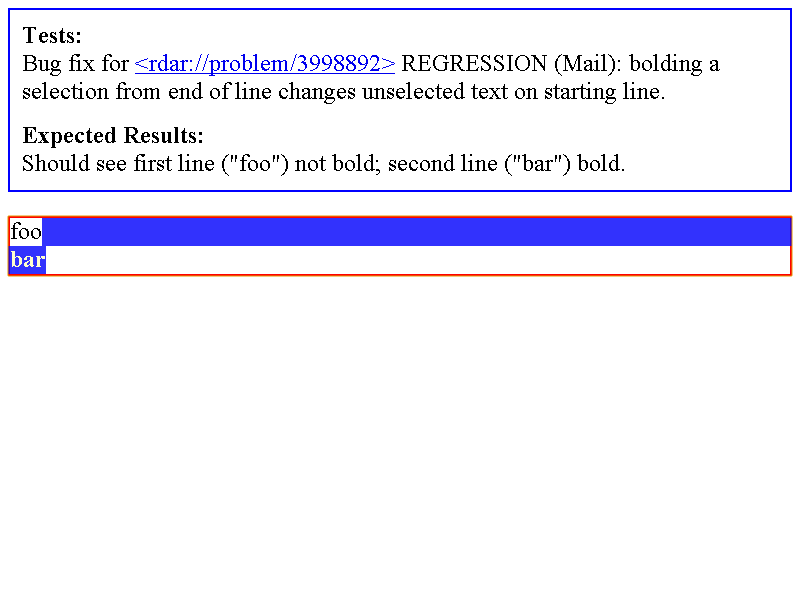 Tests:
Bug fix for <rdar://problem/3998892> REGRESSION (Mail): bolding a
selection from end of line changes unselected text on starting line.
Expected Results:
Should see first line ("foo") not bold; second line ("bar") bold.
foo
bar